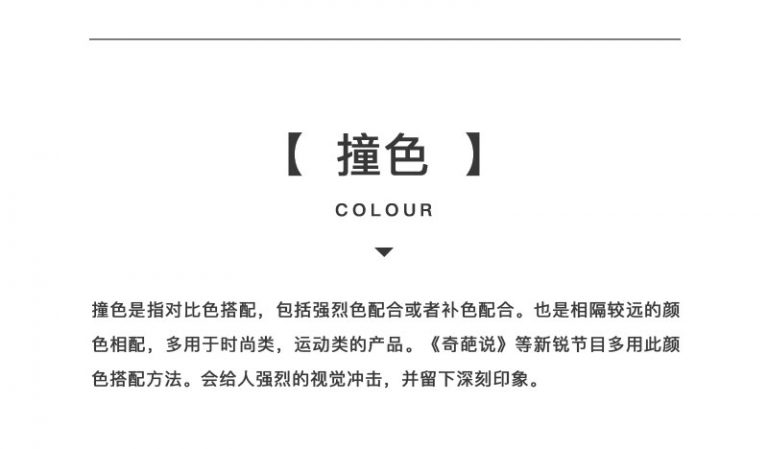 【 撞色 】
COLOUR
撞色是指对比色搭配，包括强烈色配合或者补色配合。也是相隔较远的颜
色相配，多用于时尚类，运动类的产品。《奇葩说》等新锐节目多用此颜
色搭配方法。会给人强烈的视觉冲击，并留下深刻印象。